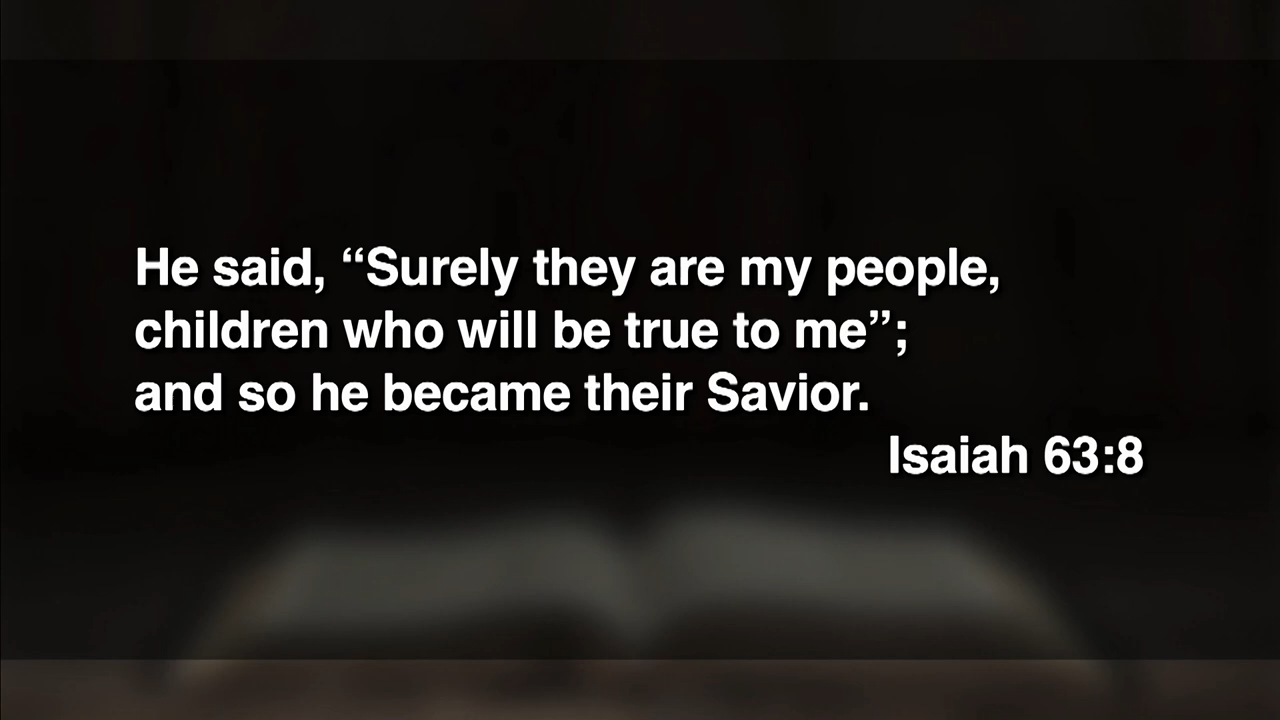 He said, “Surely they are my people,
children who will be true to me”;
and so he became their Savior.
Isaiah 63:8